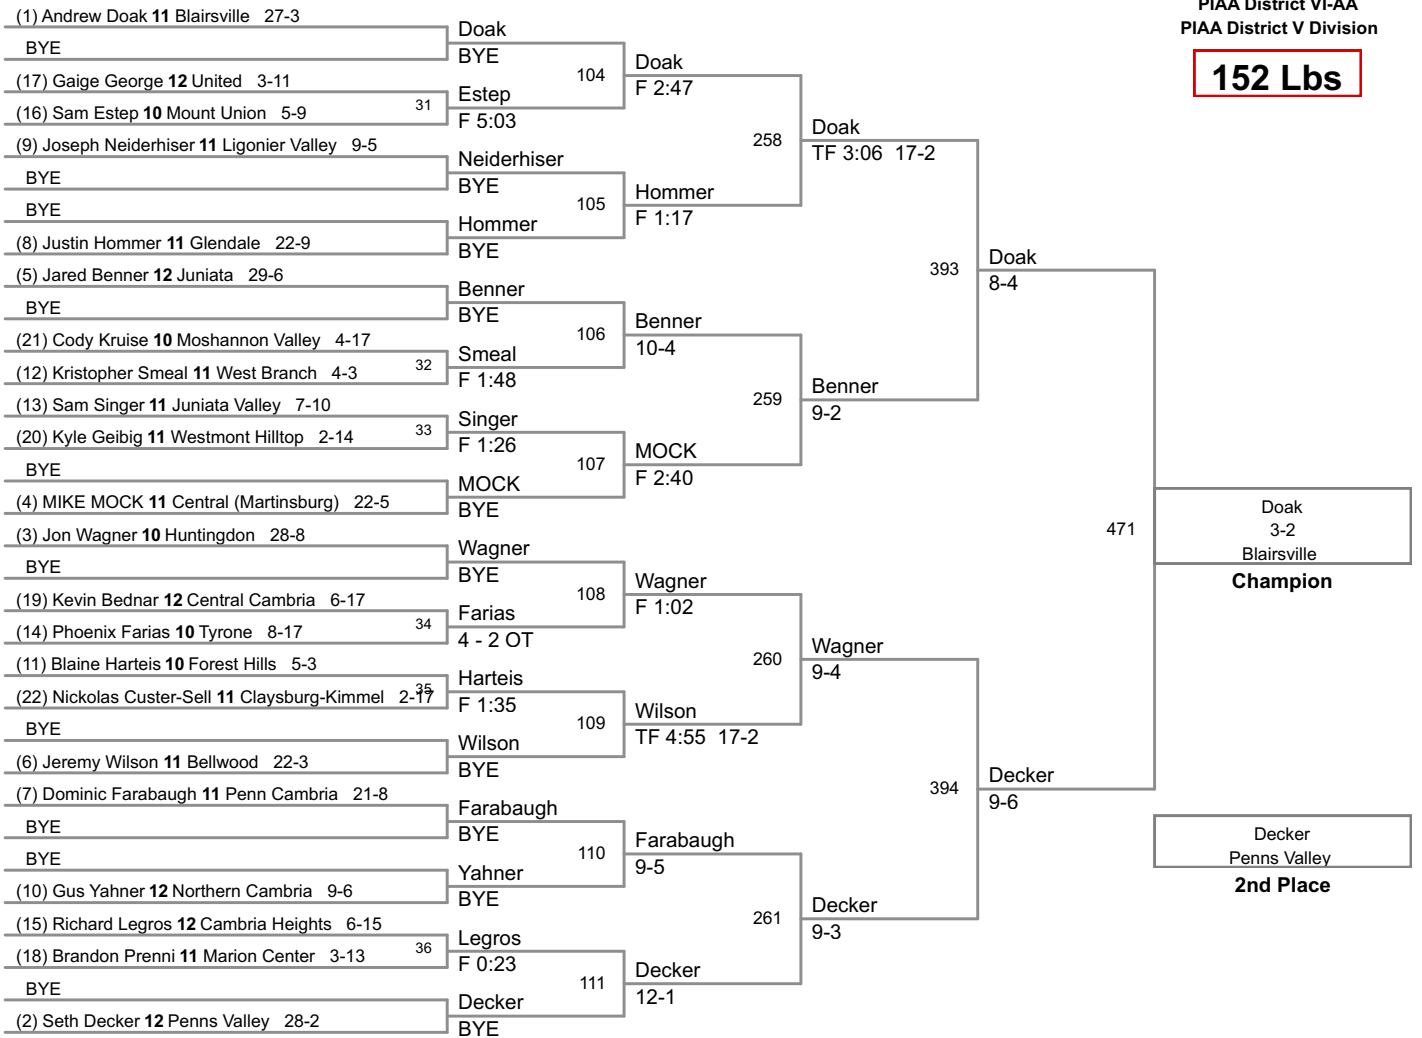 PIAA District VI-AA
PIAA District V Division
152 Lbs
(1) Andrew Doak 11 Blairsville 27-3
BYE
(17) Gaige George 12 United 3-11
(16) Sam Estep 10 Mount Union 5-9
(9) Joseph Neiderhiser 11 Ligonier Valley 9-5
BYE
BYE
(8) Justin Hommer 11 Glendale 22-9
(5) Jared Benner 12 Juniata 29-6
BYE
(21) Cody Kruise 10 Moshannon Valley 4-17
(12) Kristopher Smeal 11 West Branch 4-3
(13) Sam Singer 11 Juniata Valley 7-10
(20) Kyle Geibig 11 Westmont Hilltop 2-14
BYE
(4) MIKE MOCK 11 Central (Martinsburg) 22-5
(3) Jon Wagner 10 Huntingdon 28-8
BYE
(19) Kevin Bednar 12 Central Cambria 6-17
(14) Phoenix Farias 10 Tyrone 8-17
(11) Blaine Harteis 10 Forest Hills 5-3
(22) Nickolas Custer-Sell 11 Claysburg-Kimmel 2-17
BYE
(6) Jeremy Wilson 11 Bellwood 22-3
(7) Dominic Farabaugh 11 Penn Cambria 21-8
BYE
BYE
(10) Gus Yahner 12 Northern Cambria 9-6
(15) Richard Legros 12 Cambria Heights 6-15
(18) Brandon Prenni 11 Marion Center 3-13
BYE
(2) Seth Decker 12 Penns Valley 28-2
31
32
33
34
35
36
Doak
BYE
Estep
F 5:03
Neiderhiser
BYE
Hommer
BYE
Benner
BYE
Smeal
F 1:48
Singer
F 1:26
MOCK
BYE
Wagner
BYE
Farias
4 - 2 OT
Harteis
F 1:35
Wilson
BYE
Farabaugh
BYE
Yahner
BYE
Legros
F 0:23
Decker
BYE
104
105
106
107
108
109
110
111
Doak
F 2:47
Hommer
F 1:17
Benner
10-4
MOCK
F 2:40
Wagner
F 1:02
Wilson
TF 4:55 17-2
Farabaugh
9-5
Decker
12-1
258
259
260
261
Doak
TF 3:06 17-2
Benner
9-2
Wagner
9-4
Decker
9-3
393
394
Doak
8-4
Decker
9-6
471
Doak
3-2
Blairsville
Champion
Decker
Penns Valley
2nd Place